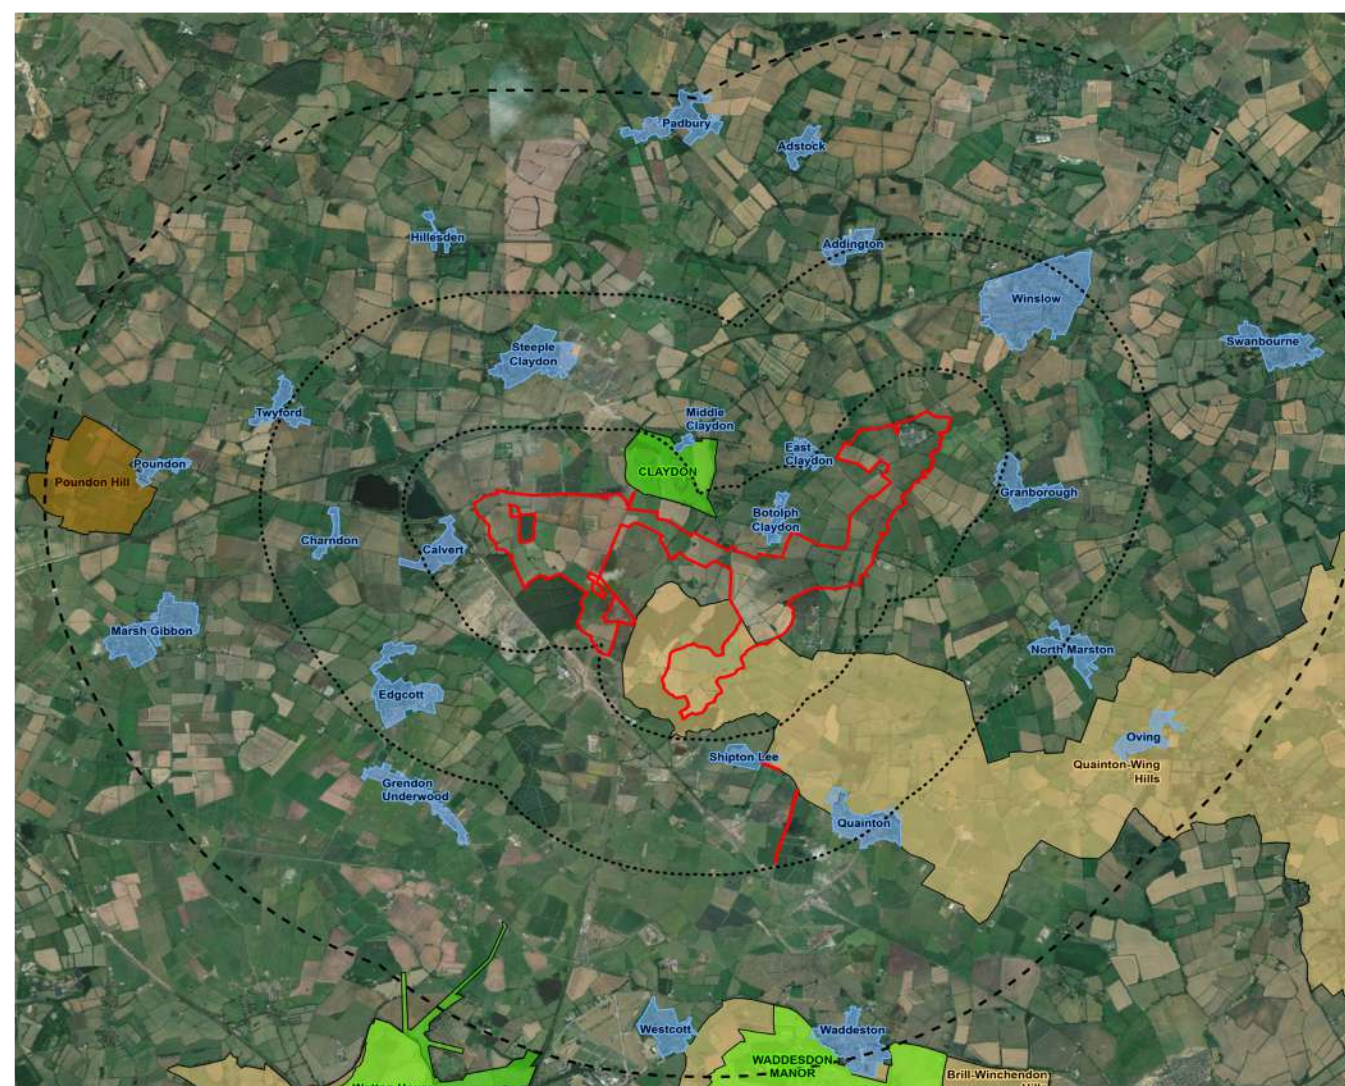 Padbury
Adstock
Hillesden
Addington
Winslow
Swanbourne
Steeple
Claydon
Twyford
Middle
Claydon
East
Claydon
CLAYDON
Poundon
Poundon Hill
Granborough
Botolph
Claydon
Charndon
Calvert
Marsh Gibbon
North Marston
Edgcott
Oving
Shipton Lee
Quainton-Wing
Hills
Grendon
Underwood
Quainton
Westcott
Waddeston
WADDESDON
MANOR
Brill-Winchendon
Hills